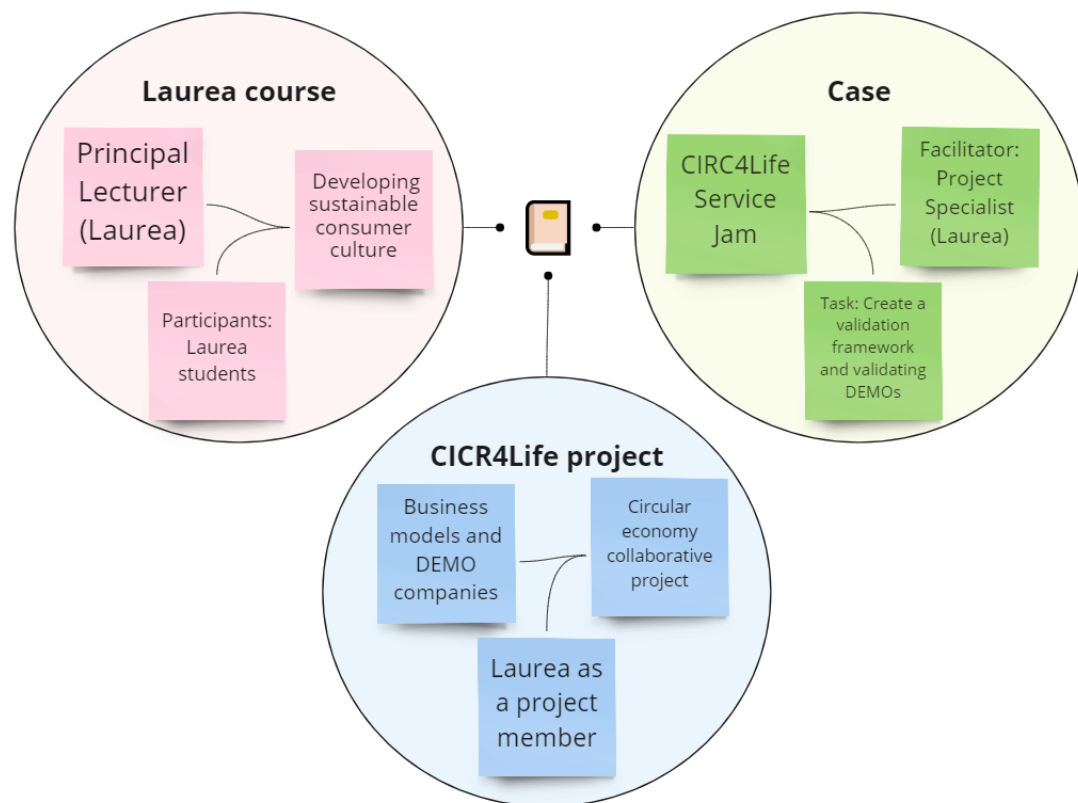 Laurea course
Principal
Lecturer
(Laurea)
Developing
sustainable
consumer
culture
Participants:
Laurea
students
Case
CIRC4Life
Service
Jam
Facilitator:
Project
Specialist
(Laurea)
Task: Create a
validation
framework
and validating
DEMOs
CICR4Life project
Business
models and
DEMO
companies
Circular
economy
collaborative
project
Laurea as
a project
member